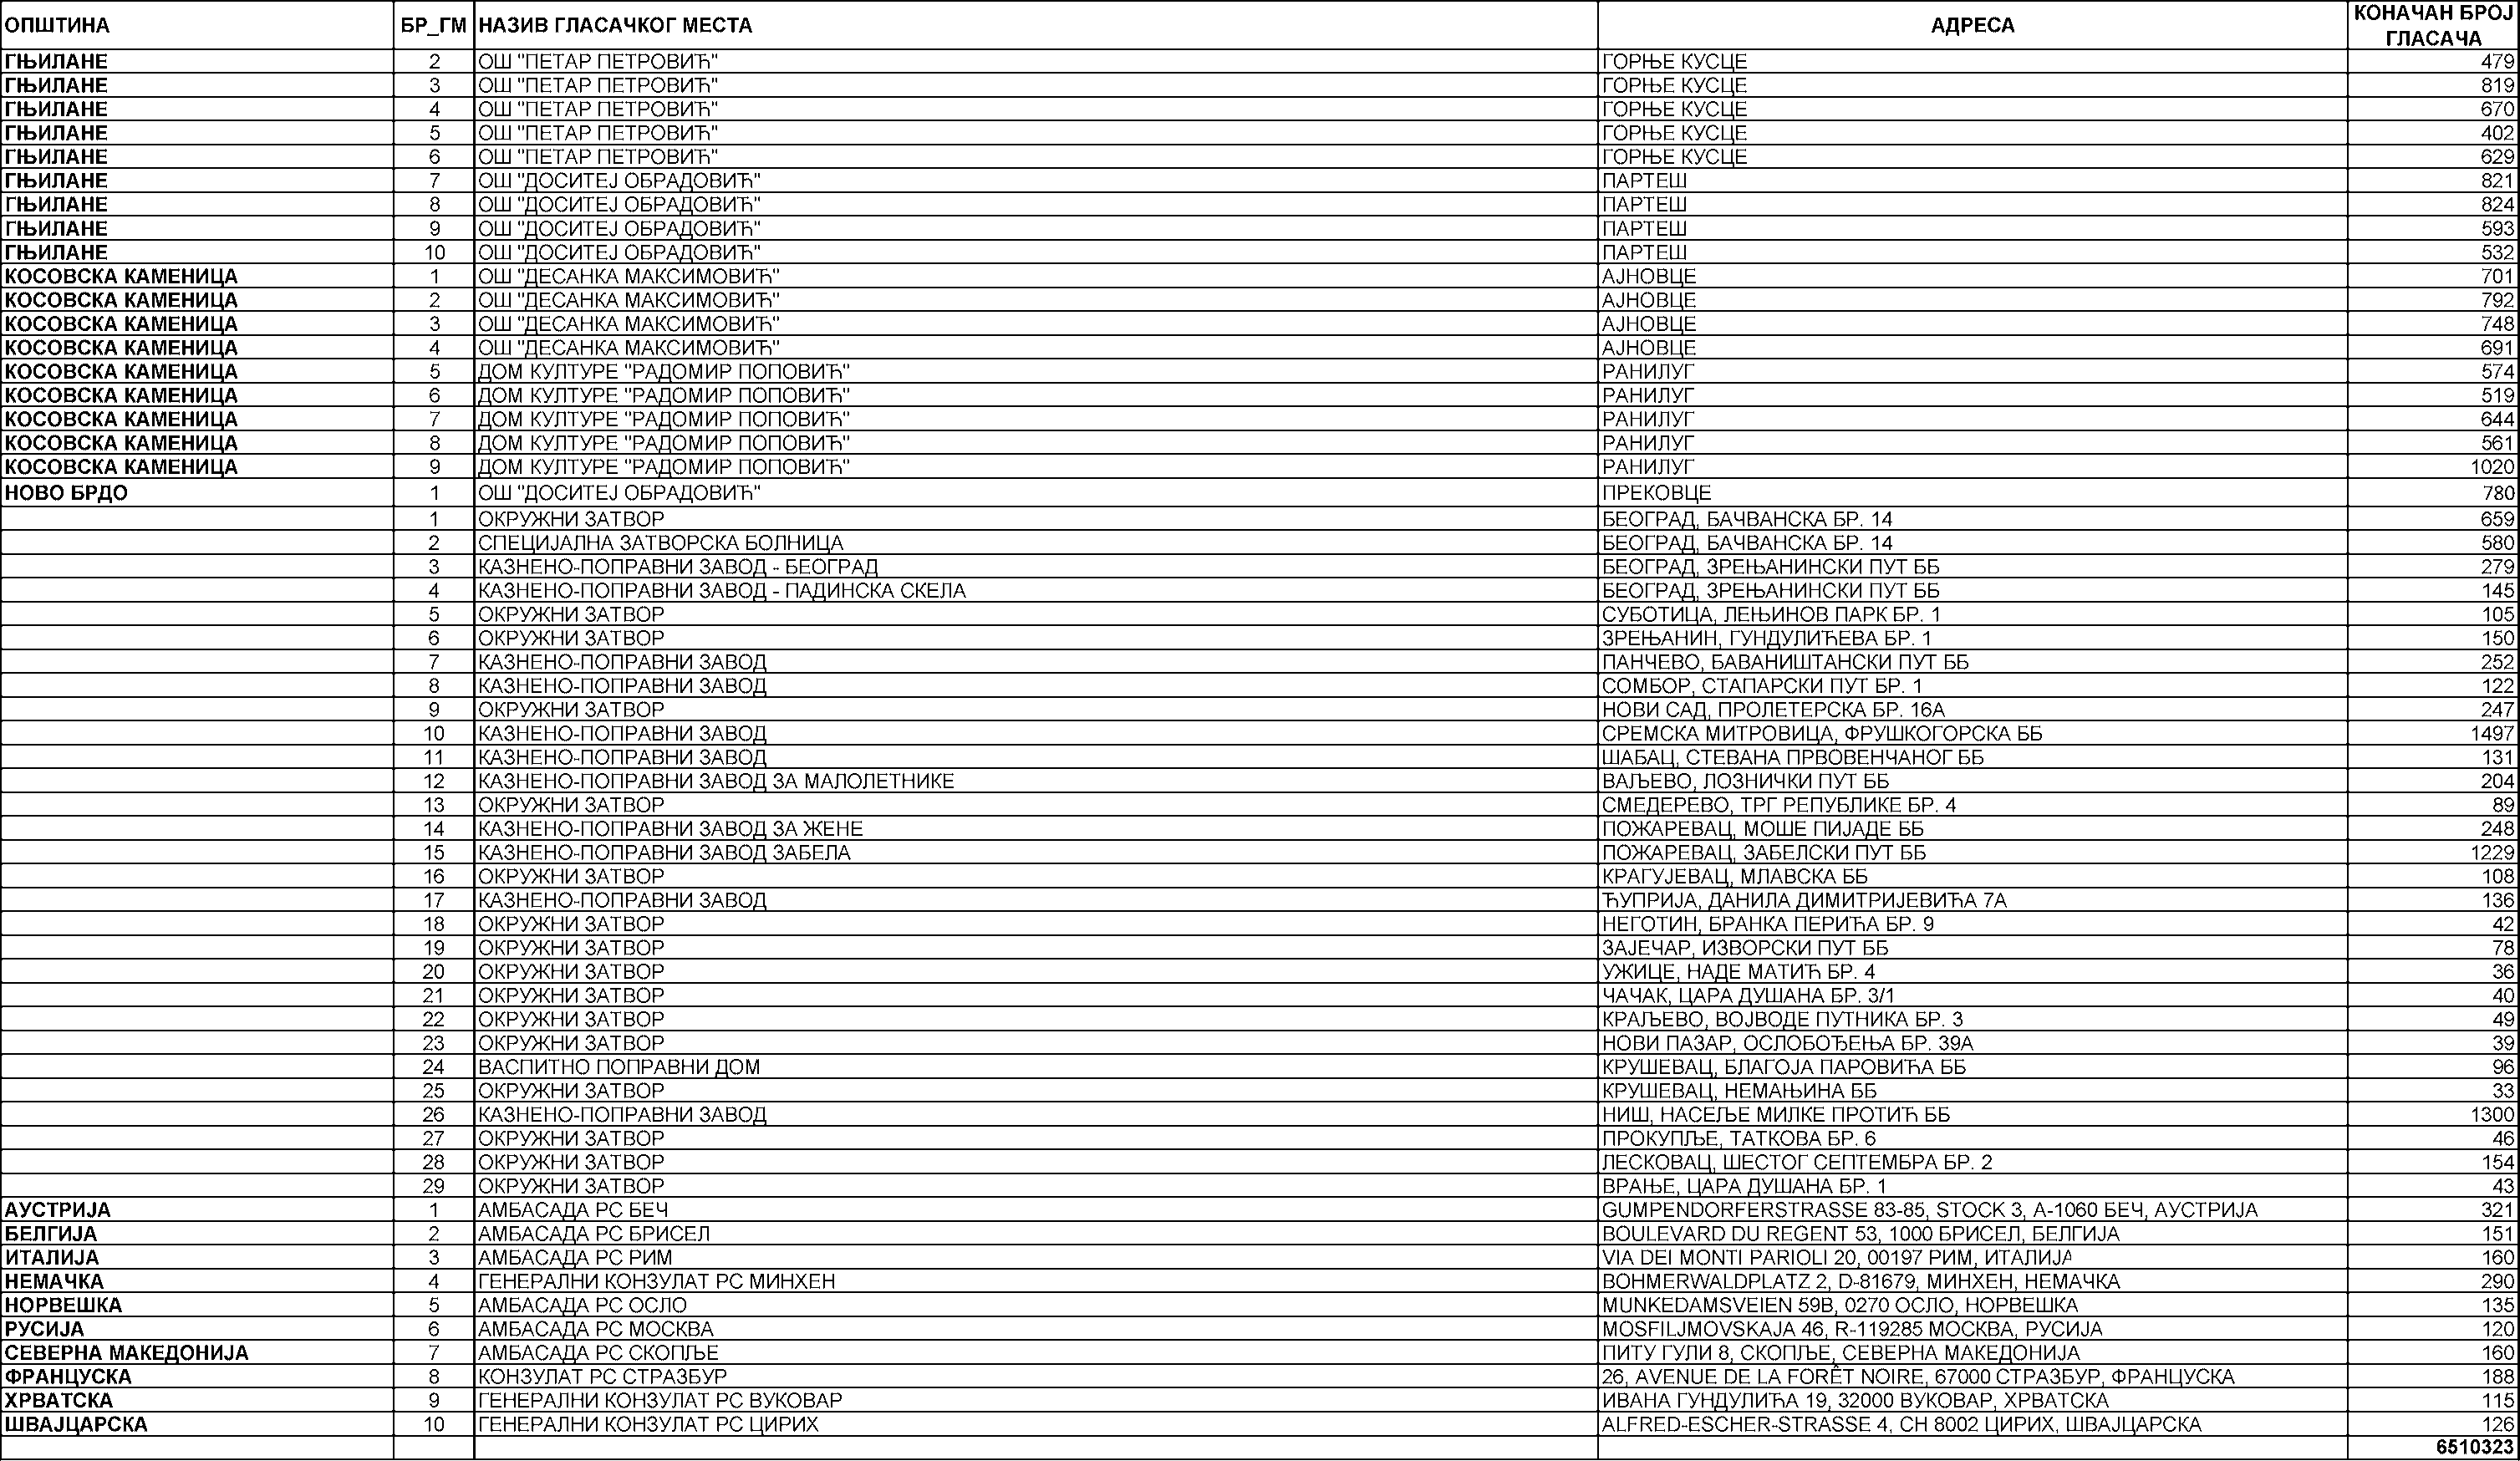 ОПШТИНА БР_ГМ НАЗИВ ГЛАСАЧКОГ МЕСТА АДРЕСА КОНАЧАН БРОЈ ГЛАСАЧА
ГЊИЛАНЕ 2 ОШ "ПЕТАР ПЕТРОВИЋ" ГОРЊЕ КУСЦЕ 479
ГЊИЛАНЕ 3 ОШ "ПЕТАР ПЕТРОВИЋ" ГОРЊЕ КУСЦЕ 819
ГЊИЛАНЕ 4 ОШ "ПЕТАР ПЕТРОВИЋ" ГОРЊЕ КУСЦЕ 670
ГЊИЛАНЕ 5 ОШ "ПЕТАР ПЕТРОВИЋ" ГОРЊЕ КУСЦЕ 402
ГЊИЛАНЕ 6 ОШ "ПЕТАР ПЕТРОВИЋ" ГОРЊЕ КУСЦЕ 629
ГЊИЛАНЕ 7 ОШ "ДОСИТЕЈ ОБРАДОВИЋ" ПАРТЕШ 821
ГЊИЛАНЕ 8 ОШ "ДОСИТЕЈ ОБРАДОВИЋ" ПАРТЕШ 824
ГЊИЛАНЕ 9 ОШ "ДОСИТЕЈ ОБРАДОВИЋ" ПАРТЕШ 593
ГЊИЛАНЕ 10 ОШ "ДОСИТЕЈ ОБРАДОВИЋ" ПАРТЕШ 532
КОСОВСКА КАМЕНИЦА 1 ОШ "ДЕСАНКА МАКСИМОВИЋ" АЈНОВЦЕ 701
КОСОВСКА КАМЕНИЦА 2 ОШ "ДЕСАНКА МАКСИМОВИЋ" АЈНОВЦЕ 792
КОСОВСКА КАМЕНИЦА 3 ОШ "ДЕСАНКА МАКСИМОВИЋ" АЈНОВЦЕ 748
КОСОВСКА КАМЕНИЦА 4 ОШ "ДЕСАНКА МАКСИМОВИЋ" АЈНОВЦЕ 691
КОСОВСКА КАМЕНИЦА 5 ДОМ КУЛТУРЕ "РАДОМИР ПОПОВИЋ" РАНИЛУГ 574
КОСОВСКА КАМЕНИЦА 6 ДОМ КУЛТУРЕ "РАДОМИР ПОПОВИЋ" РАНИЛУГ 519
КОСОВСКА КАМЕНИЦА 7 ДОМ КУЛТУРЕ "РАДОМИР ПОПОВИЋ" РАНИЛУГ 644
КОСОВСКА КАМЕНИЦА 8 ДОМ КУЛТУРЕ "РАДОМИР ПОПОВИЋ" РАНИЛУГ 561
КОСОВСКА КАМЕНИЦА 9 ДОМ КУЛТУРЕ "РАДОМИР ПОПОВИЋ" РАНИЛУГ 1020
НОВО БРДО 1 ОШ "ДОСИТЕЈ ОБРАДОВИЋ" ПРЕКОВЦЕ 780
1 ОКРУЖНИ ЗАТВОР БЕОГРАД, БАЧВАНСКА БР. 14 659
2 СПЕЦИЈАЛНА ЗАТВОРСКА БОЛНИЦА БЕОГРАД, БАЧВАНСКА БР. 14 580
3 КАЗНЕНО-ПОПРАВНИ ЗАВОД - БЕОГРАД БЕОГРАД, ЗРЕЊАНИНСКИ ПУТ ББ 279
4 КАЗНЕНО-ПОПРАВНИ ЗАВОД - ПАДИНСКА СКЕЛА БЕОГРАД, ЗРЕЊАНИНСКИ ПУТ ББ 145
5 ОКРУЖНИ ЗАТВОР СУБОТИЦА, ЛЕЊИНОВ ПАРК БР. 1 105
6 ОКРУЖНИ ЗАТВОР ЗРЕЊАНИН, ГУНДУЛИЋЕВА БР. 1 150
7 КАЗНЕНО-ПОПРАВНИ ЗАВОД ПАНЧЕВО, БАВАНИШТАНСКИ ПУТ ББ 252
8 КАЗНЕНО-ПОПРАВНИ ЗАВОД СОМБОР, СТАПАРСКИ ПУТ БР. 1 122
9 ОКРУЖНИ ЗАТВОР НОВИ САД, ПРОЛЕТЕРСКА БР. 16А 247
10 КАЗНЕНО-ПОПРАВНИ ЗАВОД СРЕМСКА МИТРОВИЦА, ФРУШКОГОРСКА ББ 1497
11 КАЗНЕНО-ПОПРАВНИ ЗАВОД ШАБАЦ, СТЕВАНА ПРВОВЕНЧАНОГ ББ 131
12 КАЗНЕНО-ПОПРАВНИ ЗАВОД ЗА МАЛОЛЕТНИКЕ ВАЉЕВО, ЛОЗНИЧКИ ПУТ ББ 204
13 ОКРУЖНИ ЗАТВОР СМЕДЕРЕВО, ТРГ РЕПУБЛИКЕ БР. 4 89
14 КАЗНЕНО-ПОПРАВНИ ЗАВОД ЗА ЖЕНЕ ПОЖАРЕВАЦ, МОШЕ ПИЈАДЕ ББ 248
15 КАЗНЕНО-ПОПРАВНИ ЗАВОД ЗАБЕЛА ПОЖАРЕВАЦ, ЗАБЕЛСКИ ПУТ ББ 1229
16 ОКРУЖНИ ЗАТВОР КРАГУЈЕВАЦ, МЛАВСКА ББ 108
17 КАЗНЕНО-ПОПРАВНИ ЗАВОД ЋУПРИЈА, ДАНИЛА ДИМИТРИЈЕВИЋА 7А 136
18 ОКРУЖНИ ЗАТВОР НЕГОТИН, БРАНКА ПЕРИЋА БР. 9 42
19 ОКРУЖНИ ЗАТВОР ЗАЈЕЧАР, ИЗВОРСКИ ПУТ ББ 78
20 ОКРУЖНИ ЗАТВОР УЖИЦЕ, НАДЕ МАТИЋ БР. 4 36
21 ОКРУЖНИ ЗАТВОР ЧАЧАК, ЦАРА ДУШАНА БР. 3/1 40
22 ОКРУЖНИ ЗАТВОР КРАЉЕВО, ВОЈВОДЕ ПУТНИКА БР. 3 49
23 ОКРУЖНИ ЗАТВОР НОВИ ПАЗАР, ОСЛОБОЂЕЊА БР. 39А 39
24 ВАСПИТНО ПОПРАВНИ ДОМ КРУШЕВАЦ, БЛАГОЈА ПАРОВИЋА ББ 96
25 ОКРУЖНИ ЗАТВОР КРУШЕВАЦ, НЕМАЊИНА ББ 33
26 КАЗНЕНО-ПОПРАВНИ ЗАВОД НИШ, НАСЕЉЕ МИЛКЕ ПРОТИЋ ББ 1300
27 ОКРУЖНИ ЗАТВОР ПРОКУПЉЕ, ТАТКОВА БР. 6 46
28 ОКРУЖНИ ЗАТВОР ЛЕСКОВАЦ, ШЕСТОГ СЕПТЕМБРА БР. 2 154
29 ОКРУЖНИ ЗАТВОР ВРАЊЕ, ЦАРА ДУШАНА БР. 1 43
АУСТРИЈА 1 АМБАСАДА РС БЕЧ GUMPENDORFERSTRASSE 83-85, STOCK 3, A-1060 БЕЧ, АУСТРИЈА 321
БЕЛГИЈА 2 АМБАСАДА РС БРИСЕЛ BOULEVARD DU REGENT 53, 1000 БРИСЕЛ, БЕЛГИЈА 151
ИТАЛИЈА 3 АМБАСАДА РС РИМ VIA DEI MONTI PARIOLI 20, 00197 РИМ, ИТАЛИЈА 160
НЕМАЧКА 4 ГЕНЕРАЛНИ КОНЗУЛАТ РС МИНХЕН BOHMERWALDPLATZ 2, D-81679, МИНХЕН, НЕМАЧКА 290
НОРВЕШКА 5 АМБАСАДА РС ОСЛО MUNKEDAMSVEIEN 59B, 0270 ОСЛО, НОРВЕШКА 135
РУСИЈА 6 АМБАСАДА РС МОСКВА MOSFILJMOVSKAJA 46, R-119285 МОСКВА, РУСИЈА 120
СЕВЕРНА МАКЕДОНИЈА 7 АМБАСАДА РС СКОПЉЕ ПИТУ ГУЛИ 8, СКОПЉЕ, СЕВЕРНА МАКЕДОНИЈА 160
ФРАНЦУСКА 8 КОНЗУЛАТ РС СТРАЗБУР 26, AVENUE DE LA FORÊT NOIRE, 67000 СТРАЗБУР, ФРАНЦУСКА 188
ХРВАТСКА 9 ГЕНЕРАЛНИ КОНЗУЛАТ РС ВУКОВАР ИВАНА ГУНДУЛИЋА 19, 32000 ВУКОВАР, ХРВАТСКА 115
ШВАЈЦАРСКА 10 ГЕНЕРАЛНИ КОНЗУЛАТ РС ЦИРИХ ALFRED-ESCHER-STRASSE 4, CH 8002 ЦИРИХ, ШВАЈЦАРСКА 126
6510323